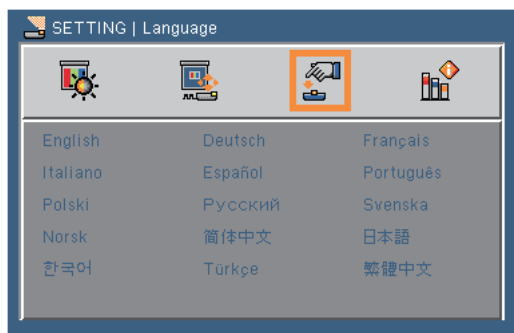 SETTING | Language
English Deutsch Français
Italiano Español Português
Polski Русский Svenska
Norsk 简体中文 日本語
한국어 Türkçe 繁體中文